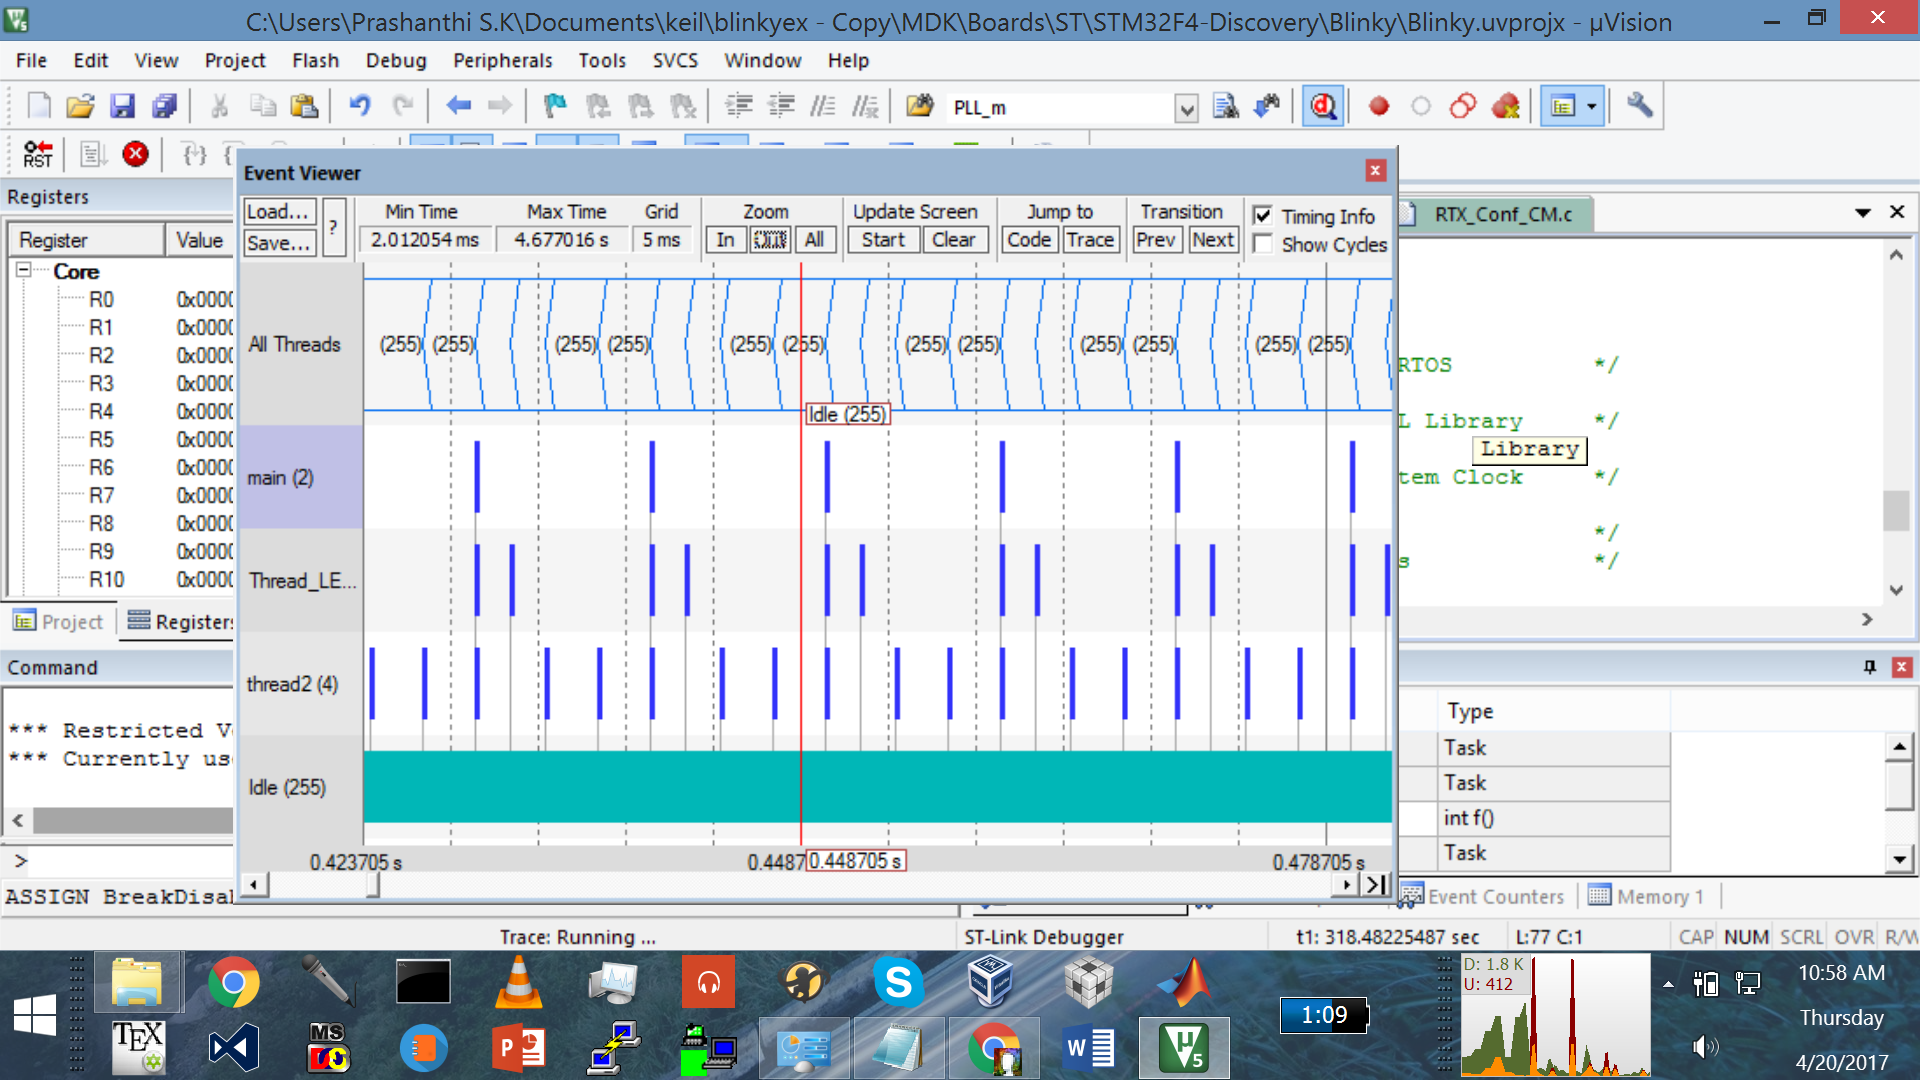 C:\Users\Prashanthi S.K\Documents\keil\blinkyex - Copy\MDK\Boards\ST\STM32F4-Discovery\Blinky\Blinky.uvprojx - µVision
File Edit View Project Flash Debug Peripherals Tools SVCS Window Help
PLL_m
RST
Event Viewer
Registers
Load... ? Min Time Max Time Grid Zoom Update Screen Jump to Transition Timing Info
Save... 2.012054 ms 4.677016 s 5 ms In Out All Start Clear Code Trace Prev Next Show Cycles
RTX_Conf_CM.c
Register Value
Core
R0 0x0000
R1 0x0000
R2 0x0000
R3 0x0000
R4 0x0000
R5 0x0000
R6 0x0000
R7 0x0000
R8 0x0000
R9 0x0000
R10 0x0000
All Threads (255) (255) (255) (255) (255) (255) (255) (255) (255) (255) (255) (255)
Idle (255)
main (2)
Thread_LE...
thread2 (4)
Idle (255)
0.423705 s 0.4487 0.448705 s 0.478705 s
RTOS */
L Library */
Library
tem Clock */
*/
s */
Project Registers
Command
*** Restricted V
*** Currently us
>
ASSIGN BreakDisa
Type
Task
Task
int f()
Task
Event Counters Memory 1
Trace: Running ... ST-Link Debugger t1: 318.48225487 sec L:77 C:1 CAP NUM SCRL OVR R/W
D: 1.8 K
U: 412
1:09
10:58 AM
Thursday
4/20/2017
TEX
MS
DOS